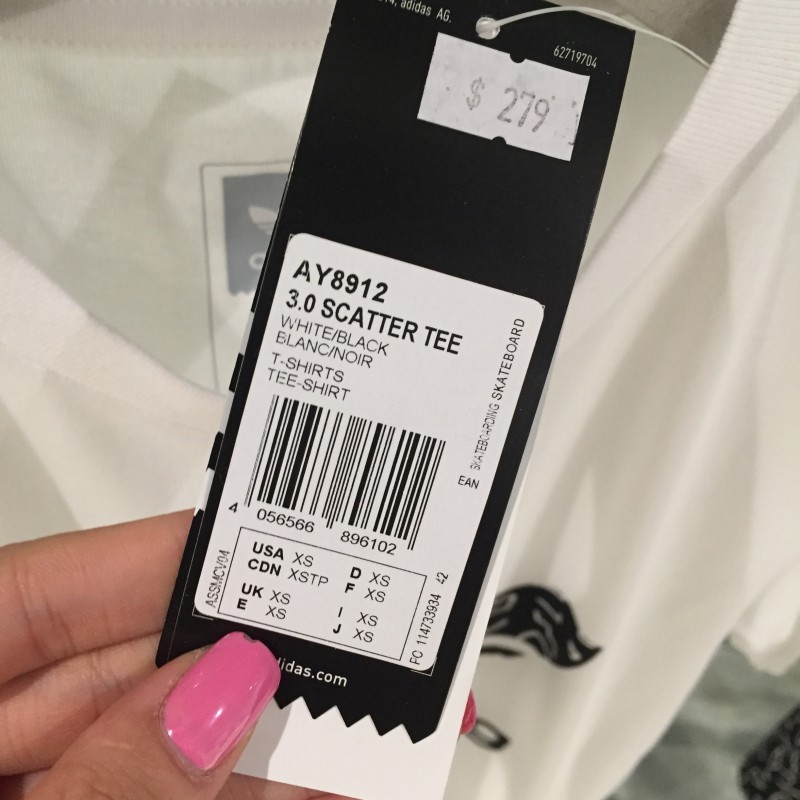 adidas AG.
62719704
$ 279
AY8912
3.0 SCATTER TEE
WHITE/BLACK
BLANC/NOIR
T-SHIRTS
TEE-SHIRT
SKATEBOARDING SKATEBOARD
EAN
4 056566 896102
ASSMCV04
USA XS
CDN XSTP
UK XS
E XS
D XS
F XS
I XS
J XS
FC 114733934 42
didas.com